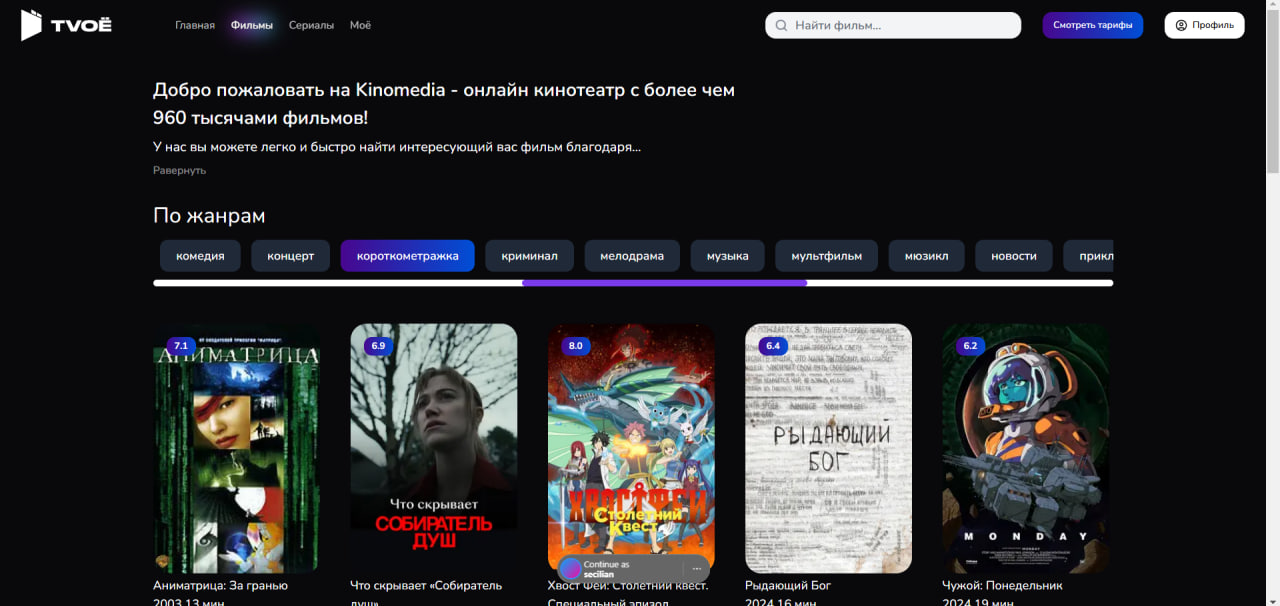 TVOЁ
Главная Фильмы Сериалы Моё
Найти фильм...
Смотреть тарифы
Профиль
Добро пожаловать на Kinomedia - онлайн кинотеатр с более чем
960 тысячами фильмов!
У нас вы можете легко и быстро найти интересующий вас фильм благодаря...
Равернуть
По жанрам
комедия концерт короткометражка криминал мелодрама музыка мультфильм мюзикл новости прикл
7.1
АНИМАТРИЦА
6.9
Что скрывает
СОБИРАТЕЛЬ
ДУШ
8.0
ХВОСТ ФЕИ
Столетний
Квест
6.4
РЫДАЮЩИЙ
БОГ
6.2
MONDAY
Continue as
secilian
Аниматрица: За гранью
2003,13 мин
Что скрывает «Собиратель
душ»
Хвост Феи: Столетний квест.
Специальный эпизод
Рыдающий Бог
2024,16 мин
Чужой: Понедельник
2024,19 мин